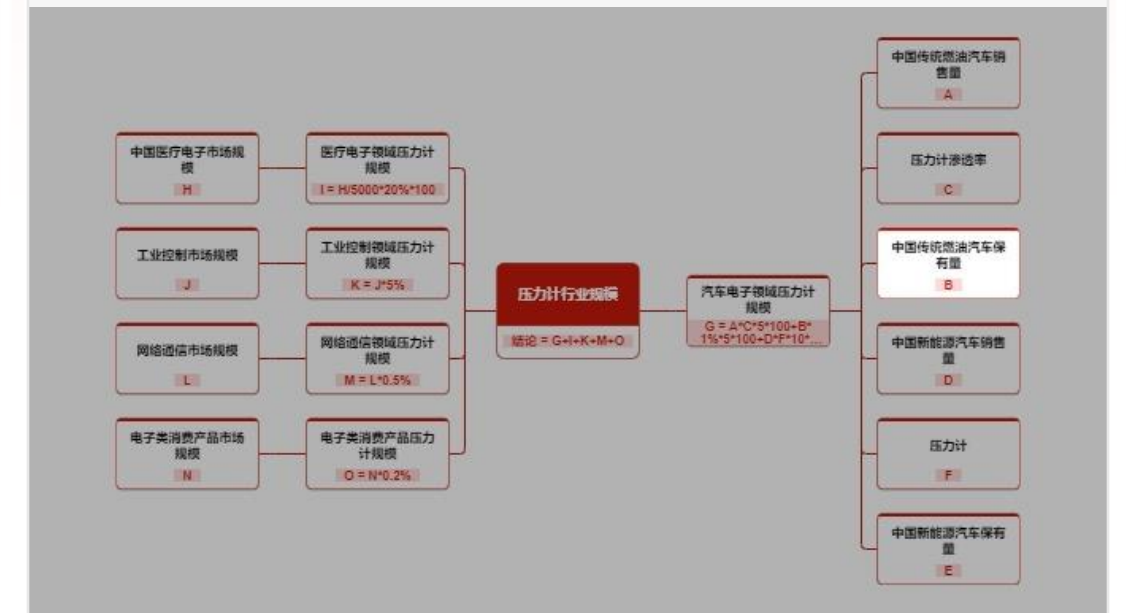 中国传统燃油汽车销
售量
A
中国医疗电子市场规
模
H
医疗电子领域压力计
规模
I = H/5000*20%*100
压力计渗透率
C
工业控制市场规模
J
工业控制领域压力计
规模
K = J*5%
中国传统燃油汽车保
有量
B
压力计行业规模
结论 = G+I+K+M+O
汽车电子领域压力计
规模
G = A*C*5*100+B*
1%*5*100+D*F*10*...
网络通信市场规模
L
网络通信领域压力计
规模
M = L*0.5%
中国新能源汽车销售
量
D
电子类消费产品市场
规模
N
电子类消费产品压力
计规模
O = N*0.2%
压力计
F
中国新能源汽车保有
量
E